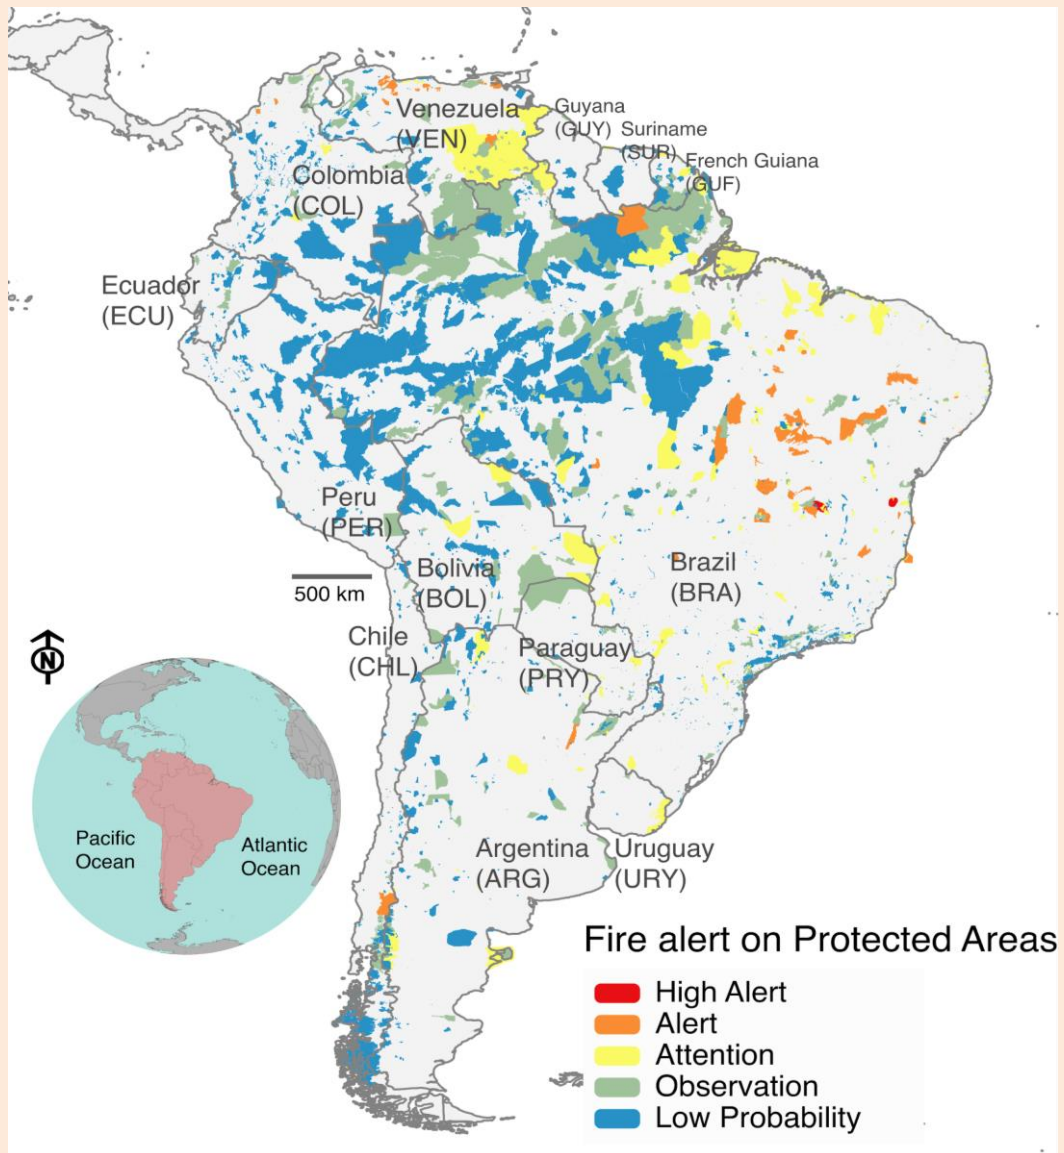 Venezuela
(VEN)
Guyana
(GUY)
Suriname
(SUR)
French Guiana
(GUF)
Colombia
(COL)
Ecuador
(ECU)
Peru
(PER)
Brazil
(BRA)
Bolivia
(BOL)
500 km
Chile
(CHL)
Paraguay
(PRY)
N
Pacific
Ocean
Atlantic
Ocean
Argentina
(ARG)
Uruguay
(URY)
Fire alert on Protected Areas
High Alert
Alert
Attention
Observation
Low Probability